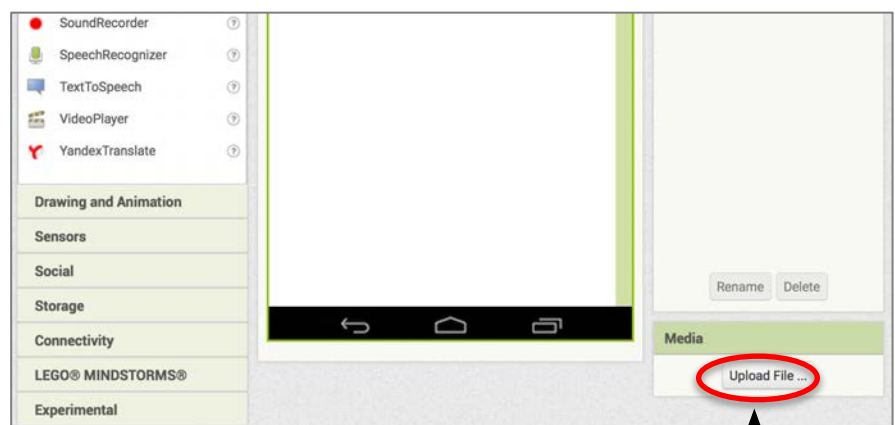 SoundRecorder
SpeechRecognizer
TextToSpeech
VideoPlayer
YandexTranslate
Drawing and Animation
Sensors
Social
Storage
Connectivity
LEGO® MINDSTORMS®
Experimental
Rename Delete
Media
Upload File ...